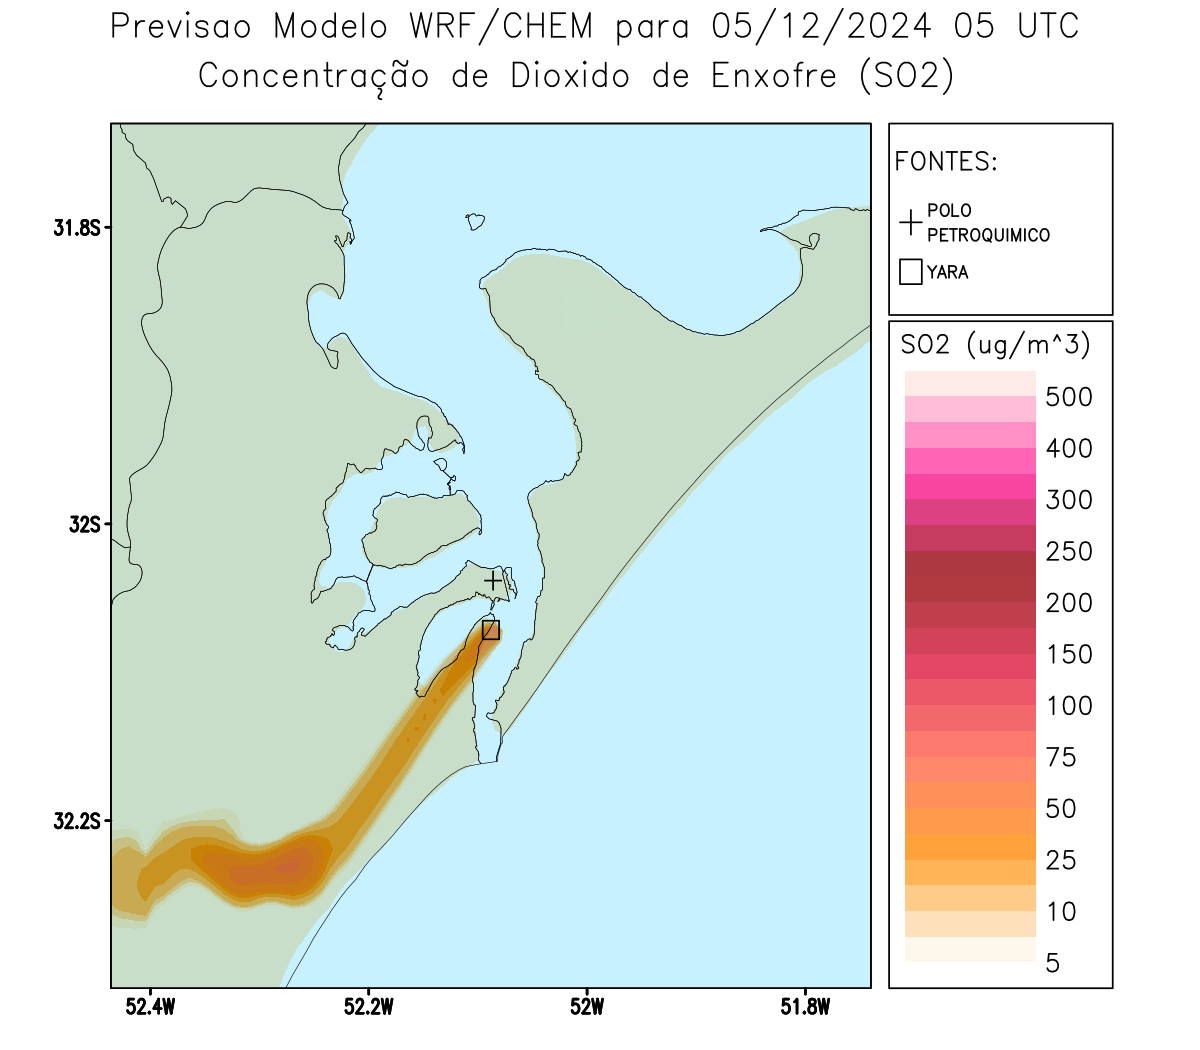 Previsao Modelo WRF/CHEM para 05/12/2024 05 UTC
Concentração de Dioxido de Enxofre (SO2)
FONTES:
POLO
PETROQUIMICO
YARA
SO2 (ug/m^3)
500
400
300
250
200
150
100
75
50
25
10
5
31.8S
32S
32.2S
52.4W
52.2W
52W
51.8W